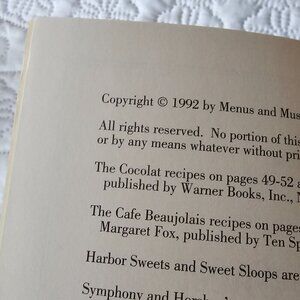 Copyright © 1992 by Menus and Mus
All rights reserved. No portion of this
or by any means whatever without pri
The Cocolat recipes on pages 49-52 a
published by Warner Books, Inc., N
The Cafe Beaujolais recipes on pages
Margaret Fox, published by Ten Sp
Harbor Sweets and Sweet Sloops are
Symphony and